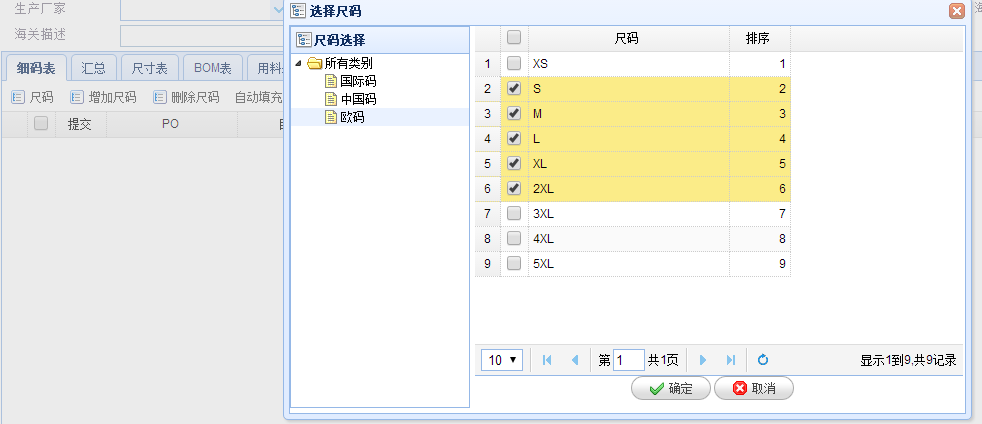 生产厂家
海关描述
细码表 汇总 尺寸表 BOM表
尺码 增加尺码 删除尺码 自动填充
提交 PO
选择尺码
尺码选择
所有类别
国际码
中国码
欧码
尺码 排序
1 XS 1
2 S 2
3 M 3
4 L 4
5 XL 5
6 2XL 6
7 3XL 7
8 4XL 8
9 5XL 9
10 第 1 共1页 显示1到9,共9记录
确定 取消